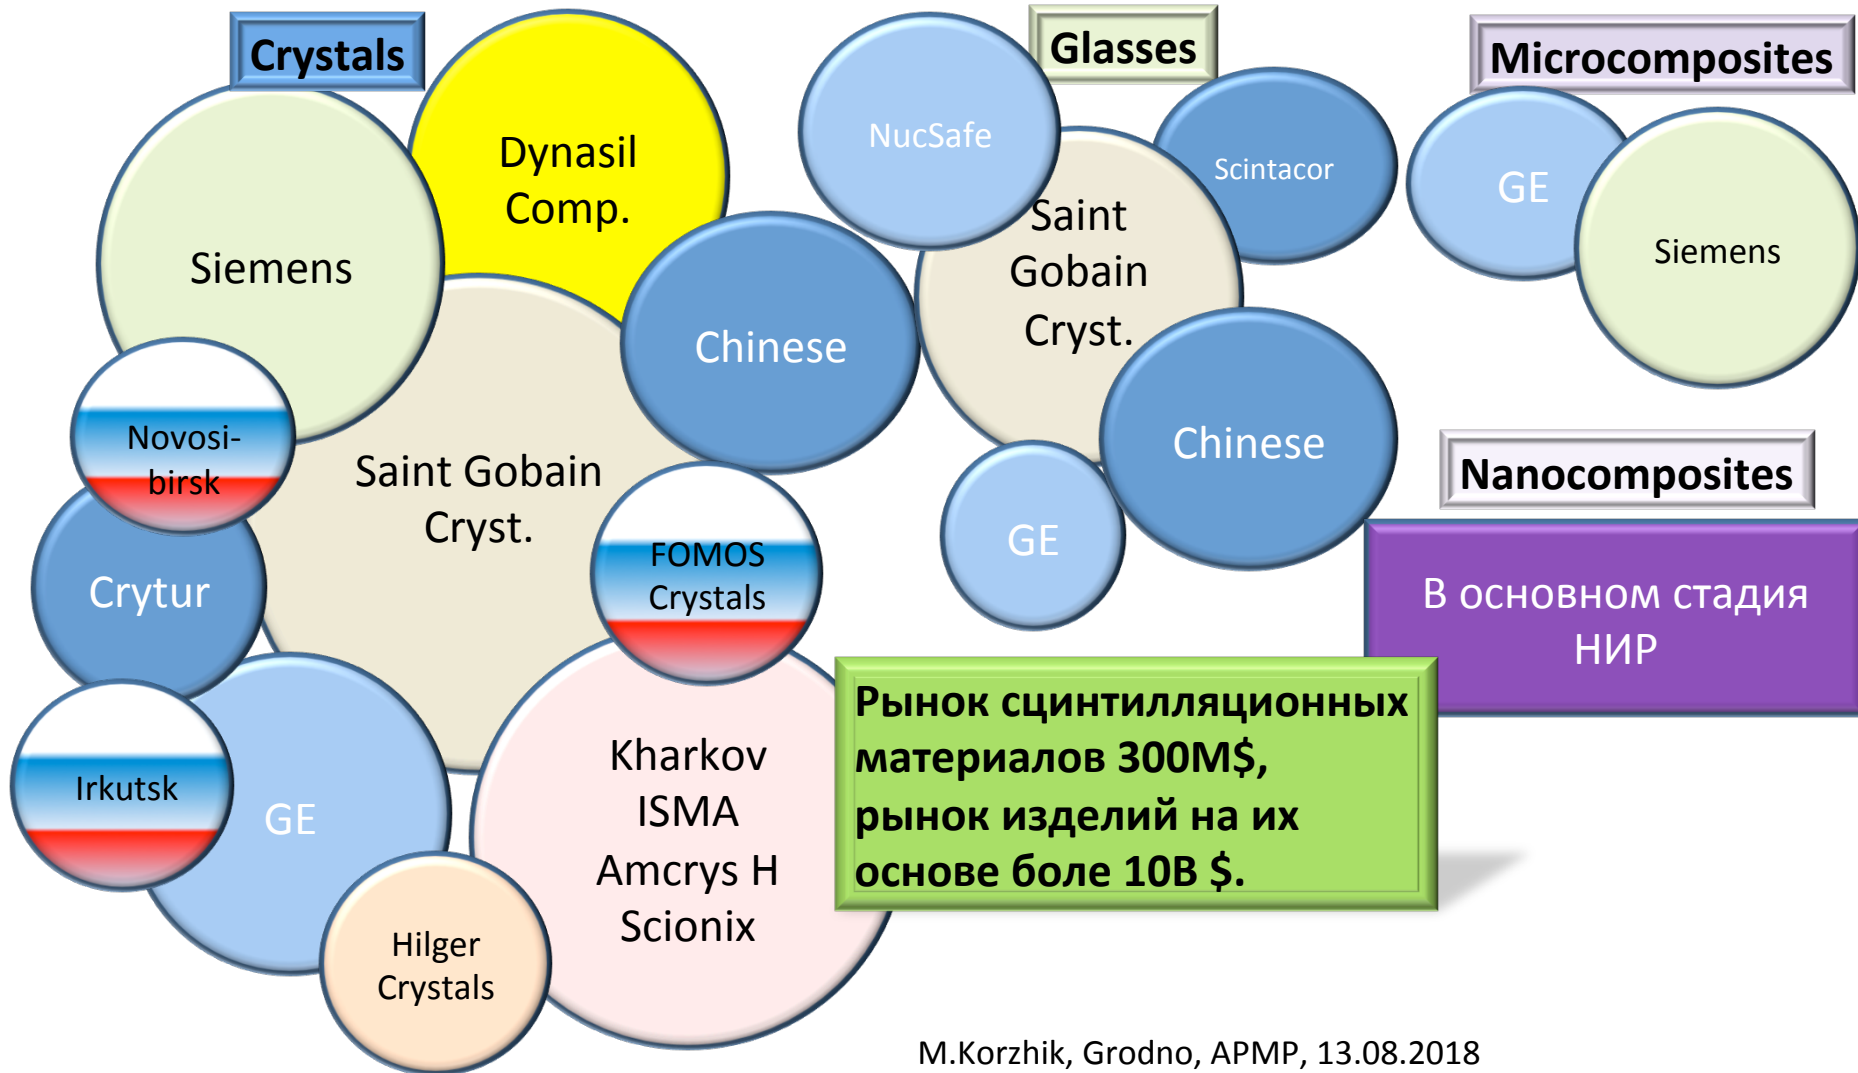 Crystals
Dynasil
Comp.
Siemens
Chinese
Novosi-
birsk
Saint Gobain
Cryst.
FOMOS
Crystals
Crytur
Irkutsk
GE
Kharkov
ISMA
Amcrys H
Scionix
Hilger
Crystals
Glasses
NucSafe
Scintacor
Saint
Gobain
Cryst.
Chinese
GE
Microcomposites
GE
Siemens
Nanocomposites
В основном стадия
НИР
Рынок сцинтилляционных
материалов 300М$,
рынок изделий на их
основе боле 10В $.
M.Korzhik, Grodno, APMP, 13.08.2018